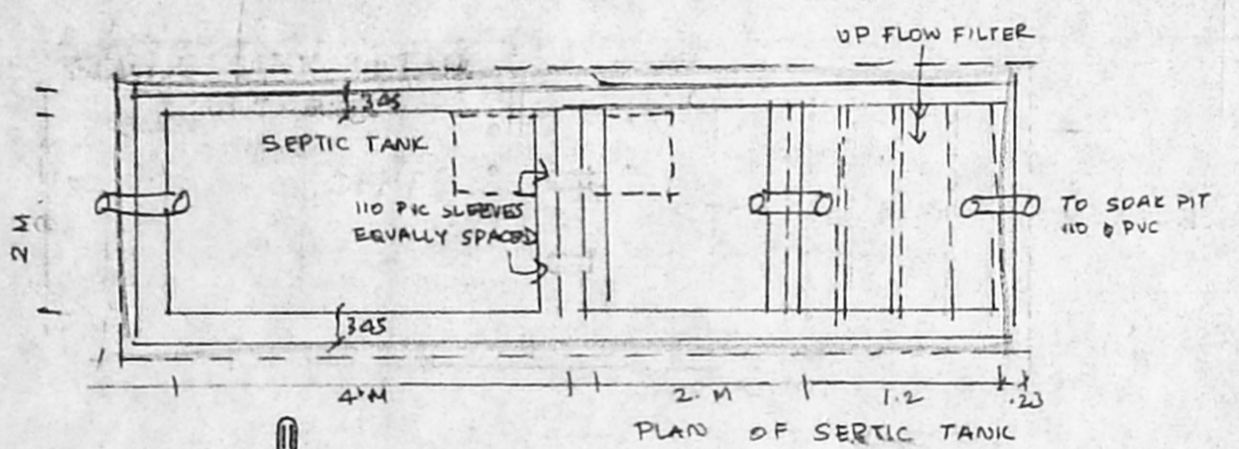 UP FLOW FILTER
345
SEPTIC TANK
110 PVC SLEEVES
EQUALLY SPACED
TO SOAK PIT
110 φ PVC
2 M
345
4 M
2. M
1.2
.23
PLAN OF SEPTIC TANK